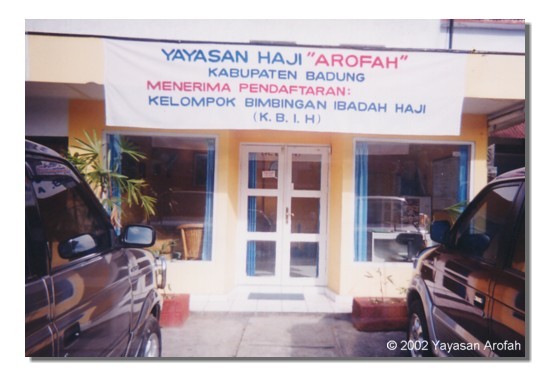 YAYASAN HAJI "AROFAH"
KABUPATEN BADUNG
MENERIMA PENDAFTARAN:
KELOMPOK BIMBINGAN IBADAH HAJI
(K.B.I.H)
© 2002 Yayasan Arofah